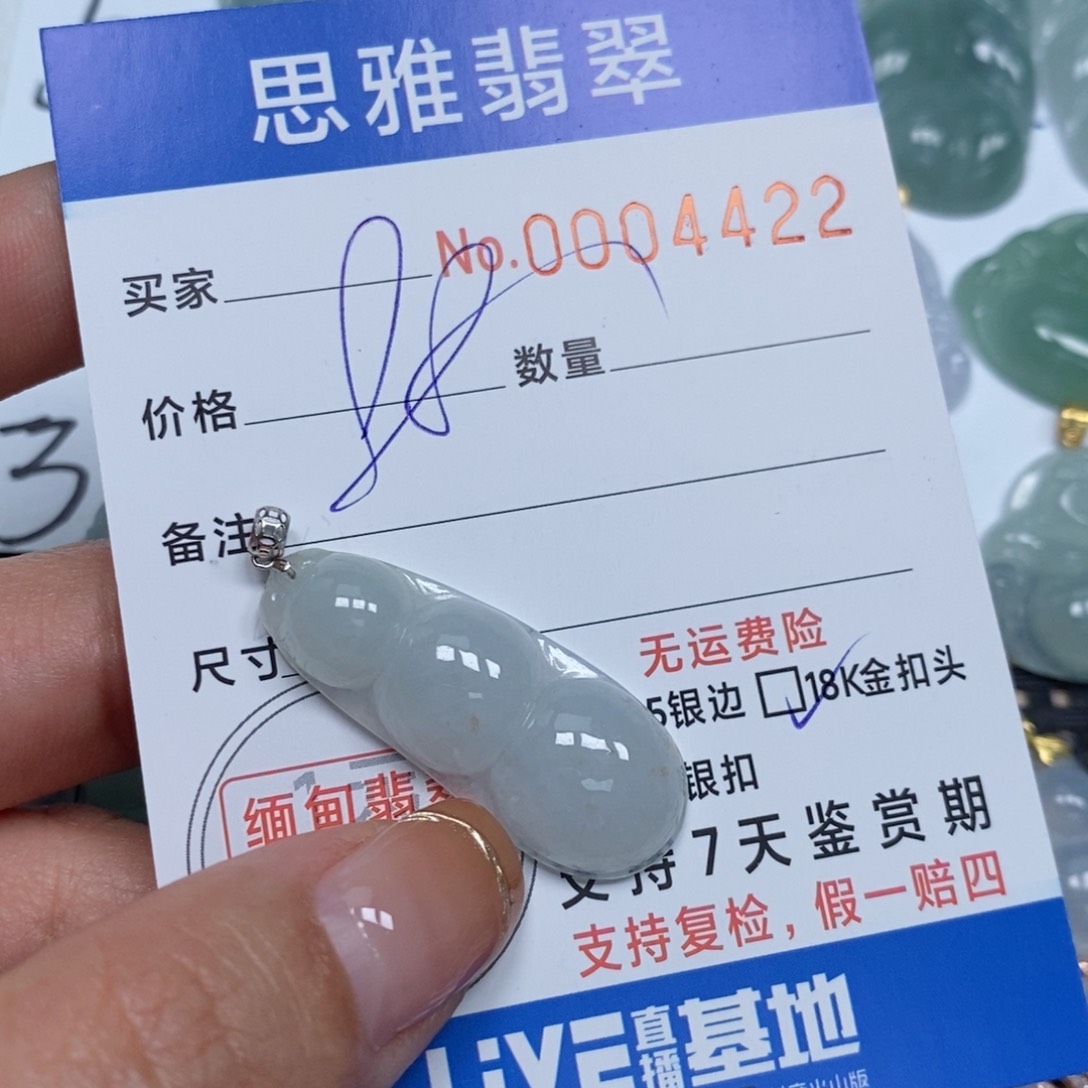 思雅翡翠
No.0004422
买家
价格 数量
备注
尺寸
无运费险
5银边 □18K金扣头
缅甸翡翠
银扣
支持7天鉴赏期
支持复检，假一赔四
LiVE直播基地
3